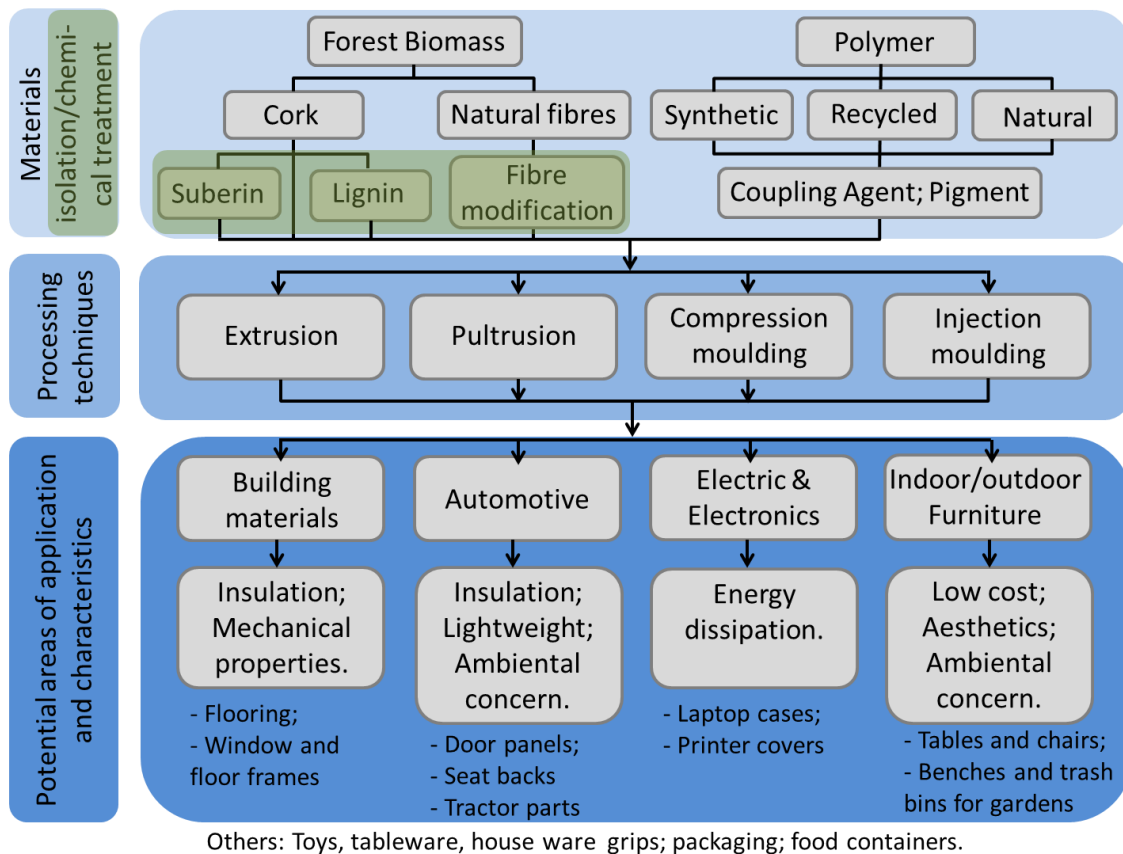 Materials
isolation/chemi-
cal treatment
Forest Biomass
Polymer
Cork
Natural fibres
Synthetic
Recycled
Natural
Suberin
Lignin
Fibre
modification
Coupling Agent; Pigment
Processing
techniques
Extrusion
Pultrusion
Compression
moulding
Injection
moulding
Potential areas of application
and characteristics
Building
materials
Automotive
Electric &
Electronics
Indoor/outdoor
Furniture
Insulation;
Mechanical
properties.
Insulation;
Lightweight;
Ambiental
concern.
Energy
dissipation.
Low cost;
Aesthetics;
Ambiental
concern.
- Flooring;
- Window and
floor frames
- Door panels;
- Seat backs
- Tractor parts
- Laptop cases;
- Printer covers
- Tables and chairs;
- Benches and trash
bins for gardens
Others: Toys, tableware, house ware grips; packaging; food containers.